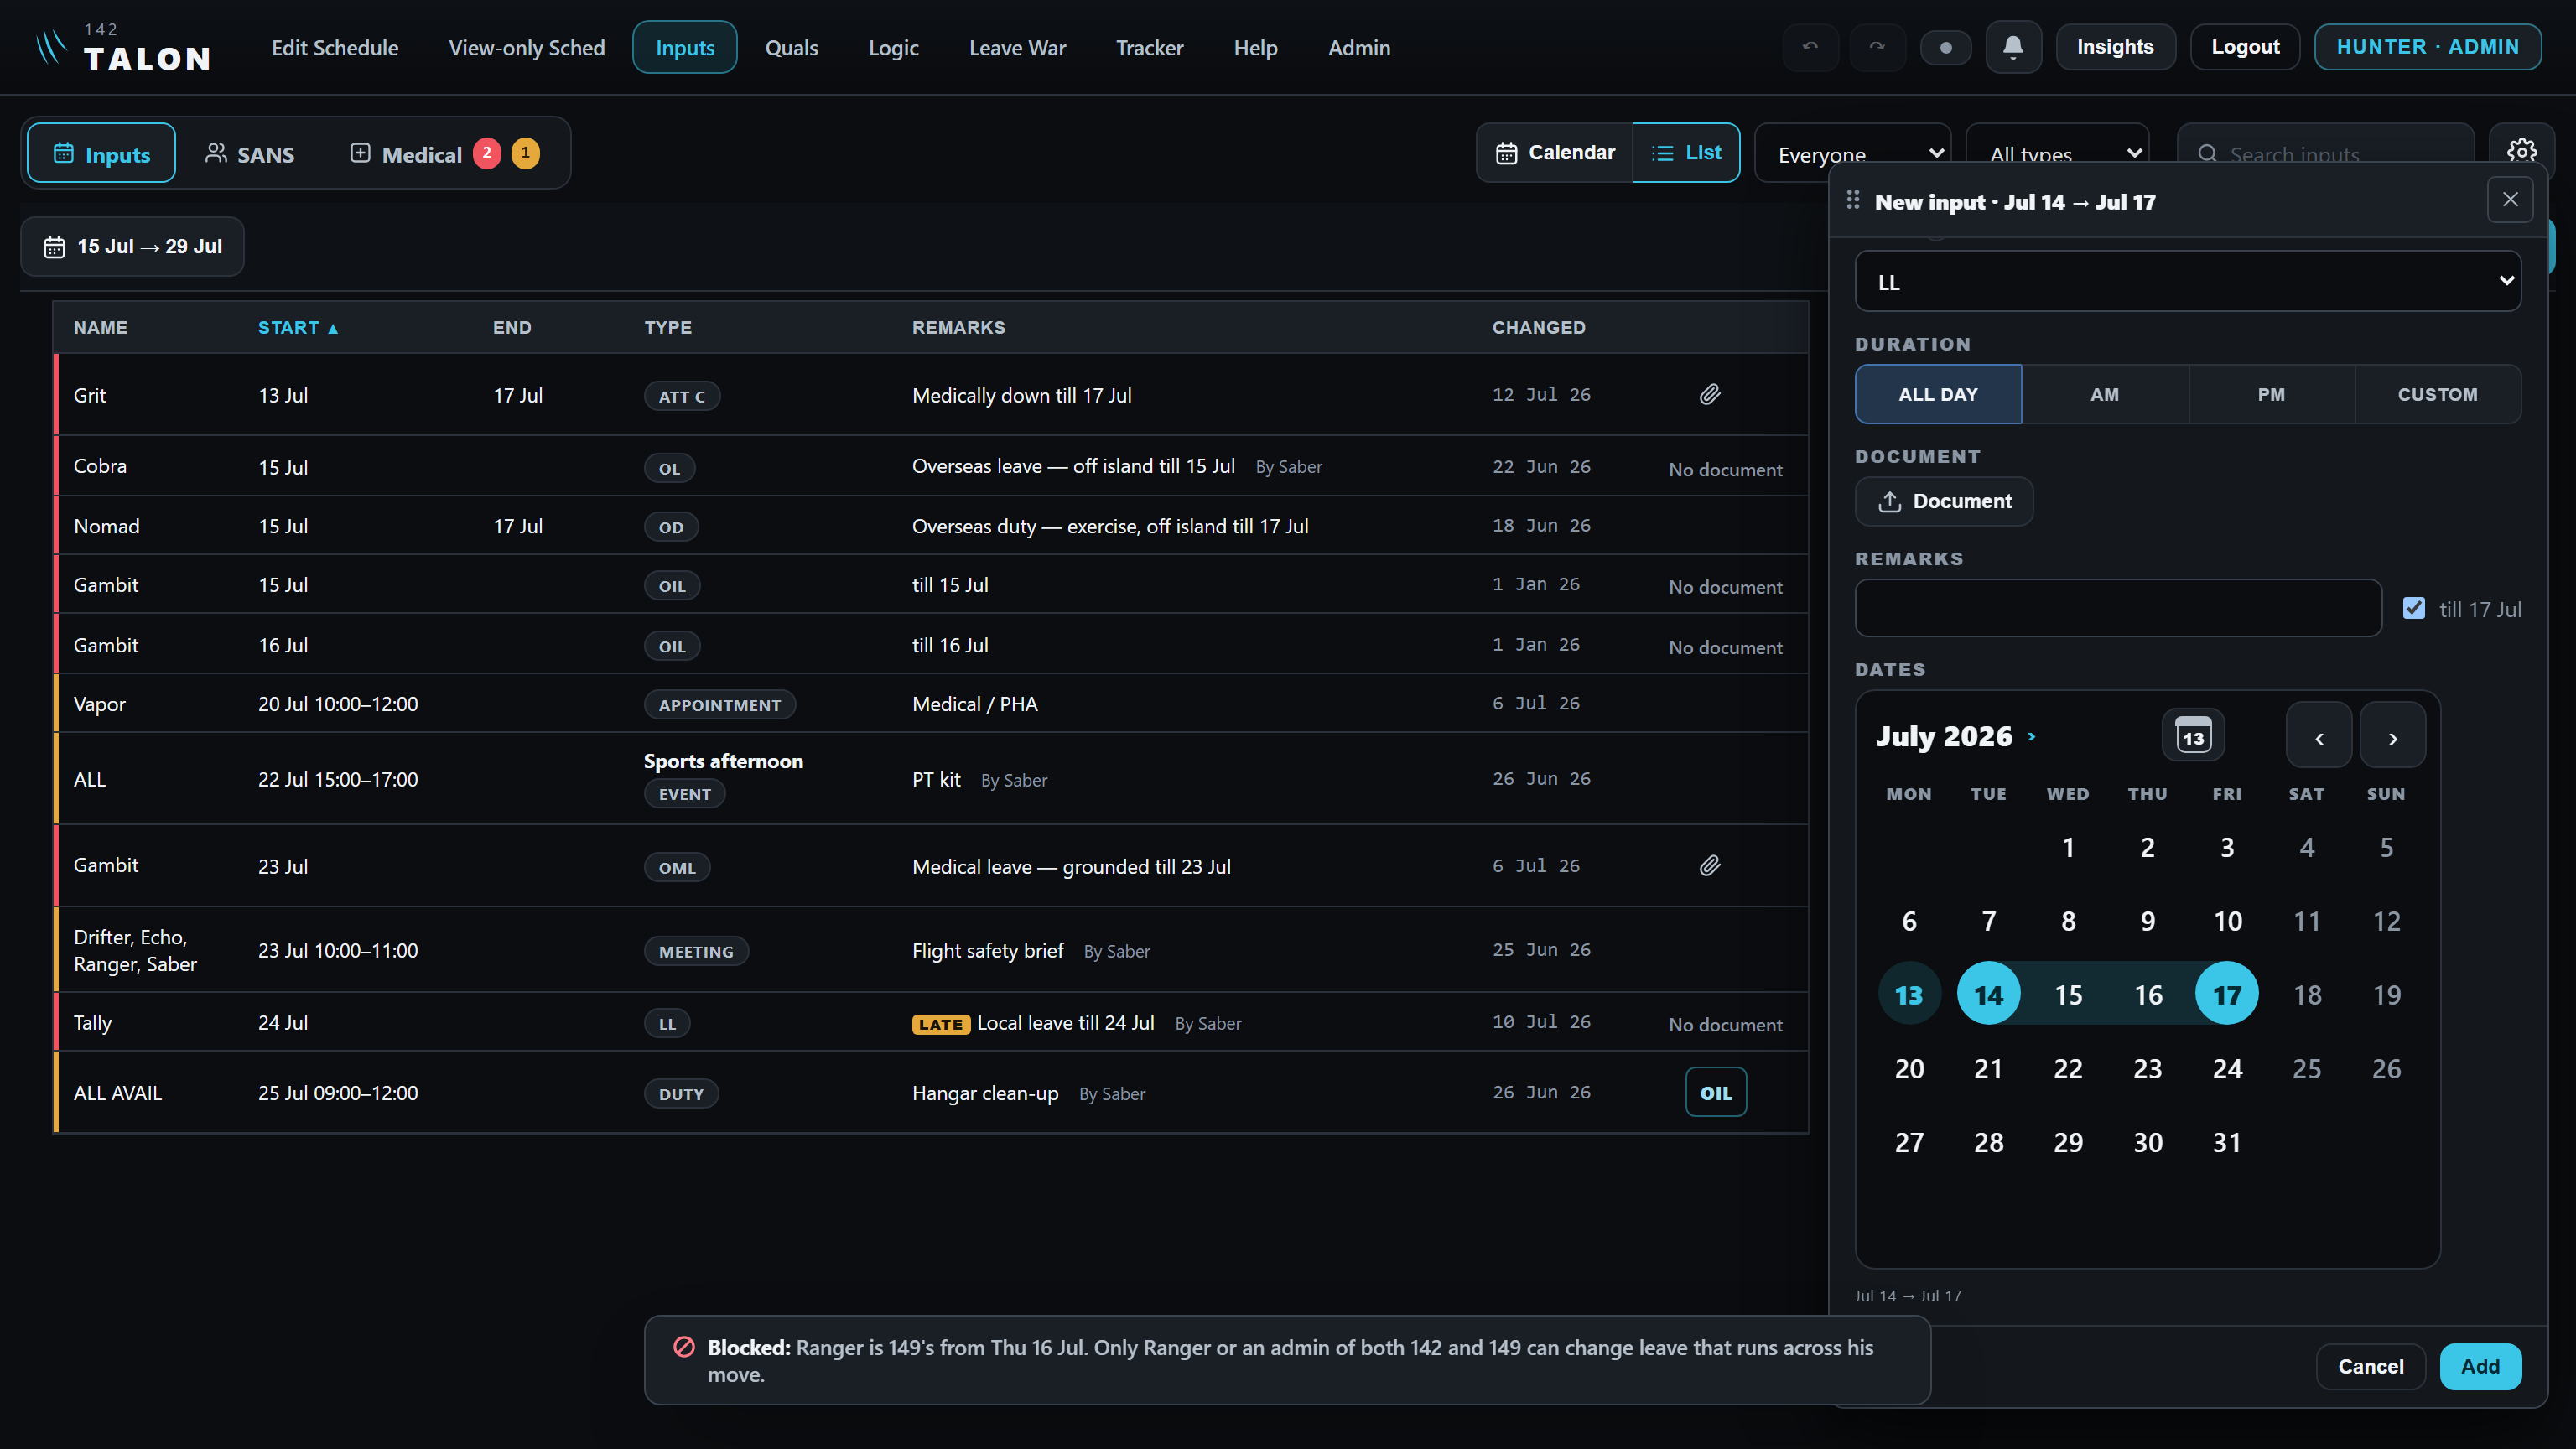 142
TALON
Edit Schedule
View-only Sched
Inputs
Quals
Logic
Leave War
Tracker
Help
Admin
Insights
Logout
HUNTER · ADMIN
Inputs
SANS
Medical 2 1
Calendar
List
Everyone
All types
Search inputs
15 Jul → 29 Jul
NAME START ▲ END TYPE REMARKS CHANGED
Grit 13 Jul 17 Jul ATT C Medically down till 17 Jul 12 Jul 26
Cobra 15 Jul OL Overseas leave — off island till 15 Jul By Saber 22 Jun 26 No document
Nomad 15 Jul 17 Jul OD Overseas duty — exercise, off island till 17 Jul 18 Jun 26
Gambit 15 Jul OIL till 15 Jul 1 Jan 26 No document
Gambit 16 Jul OIL till 16 Jul 1 Jan 26 No document
Vapor 20 Jul 10:00–12:00 APPOINTMENT Medical / PHA 6 Jul 26
Sports afternoon
ALL 22 Jul 15:00–17:00 EVENT PT kit By Saber 26 Jun 26
Gambit 23 Jul OML Medical leave — grounded till 23 Jul 6 Jul 26
Drifter, Echo,
Ranger, Saber 23 Jul 10:00–11:00 MEETING Flight safety brief By Saber 25 Jun 26
Tally 24 Jul LL LATE Local leave till 24 Jul By Saber 10 Jul 26 No document
ALL AVAIL 25 Jul 09:00–12:00 DUTY Hangar clean-up By Saber 26 Jun 26 OIL
New input · Jul 14 → Jul 17
LL
DURATION
ALL DAY AM PM CUSTOM
DOCUMENT
Document
REMARKS
till 17 Jul
DATES
July 2026 › 13 ‹ ›
MON TUE WED THU FRI SAT SUN
1 2 3 4 5
6 7 8 9 10 11 12
13 14 15 16 17 18 19
20 21 22 23 24 25 26
27 28 29 30 31
Jul 14 → Jul 17
Blocked: Ranger is 149's from Thu 16 Jul. Only Ranger or an admin of both 142 and 149 can change leave that runs across his
move.
Cancel
Add